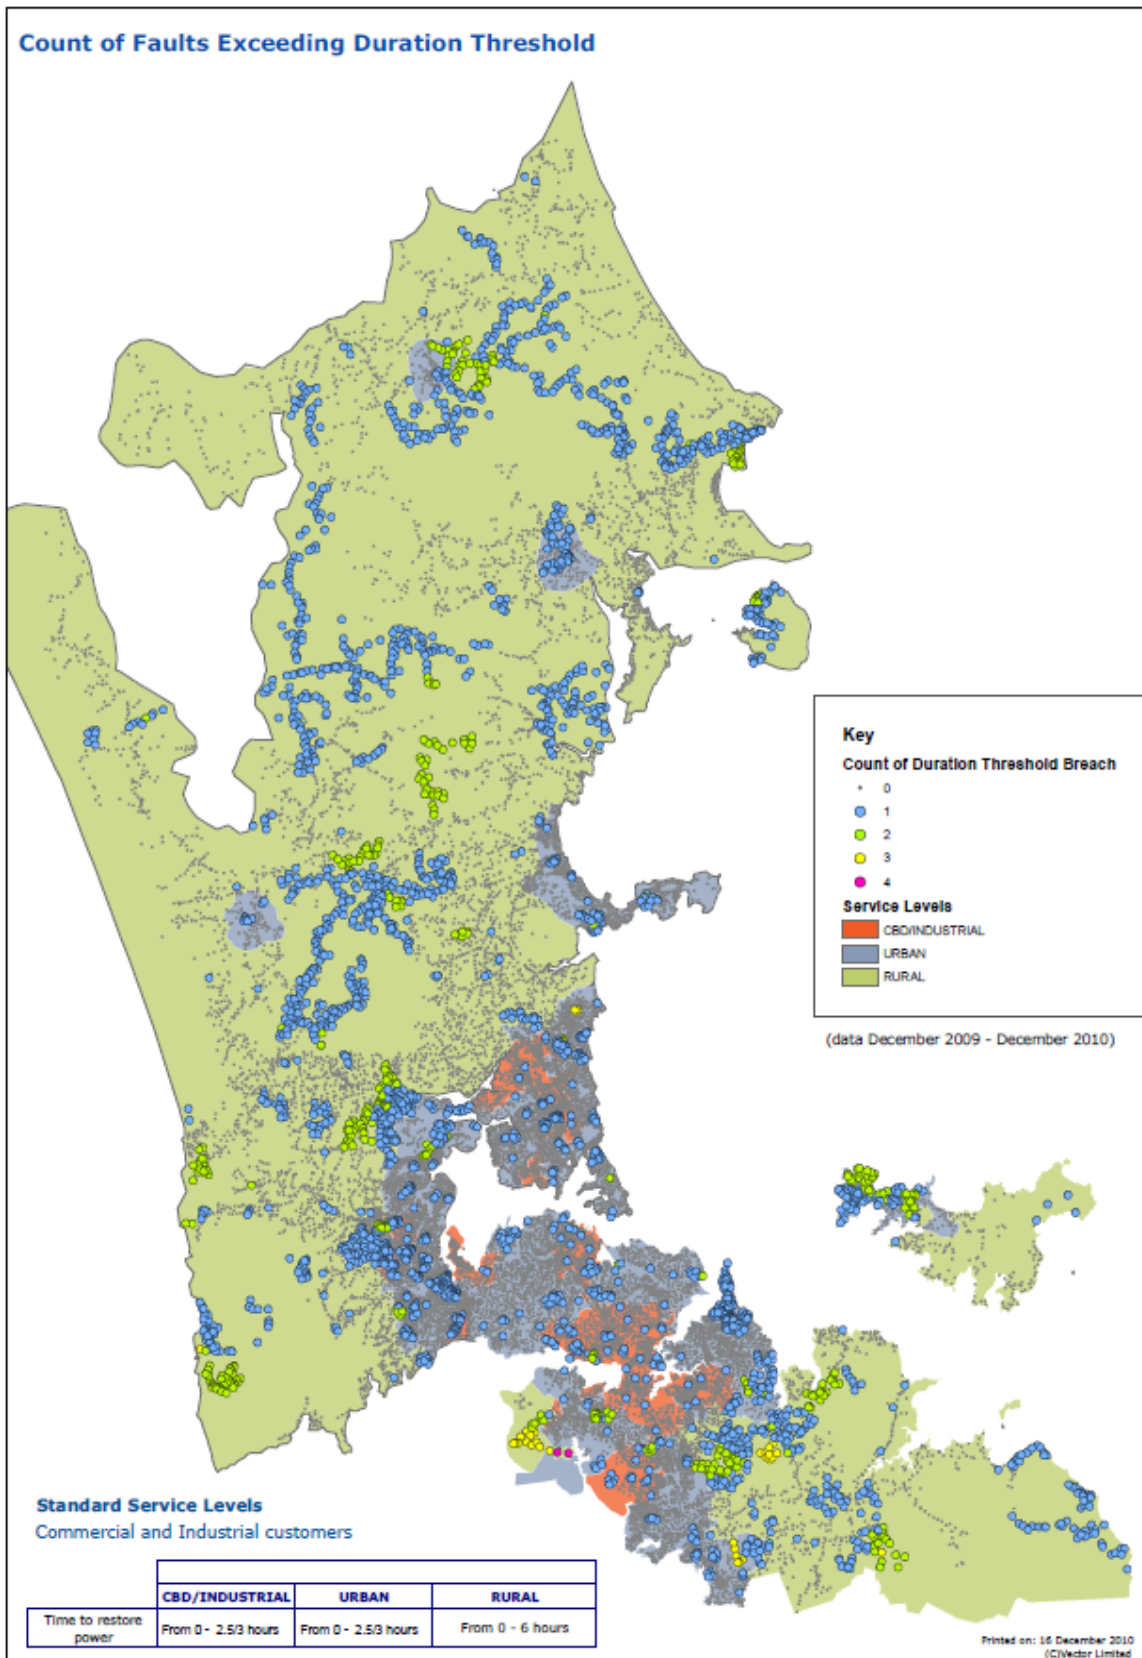 Count of Faults Exceeding Duration Threshold
Key
Count of Duration Threshold Breach
0
1
2
3
4
Service Levels
CBD/INDUSTRIAL
URBAN
RURAL
(data December 2009 - December 2010)
Standard Service Levels
Commercial and Industrial customers
CBD/INDUSTRIAL URBAN RURAL
Time to restore power From 0 - 2.5/3 hours From 0 - 2.5/3 hours From 0 - 6 hours
Printed on: 16 December 2010
(C)Vector Limited